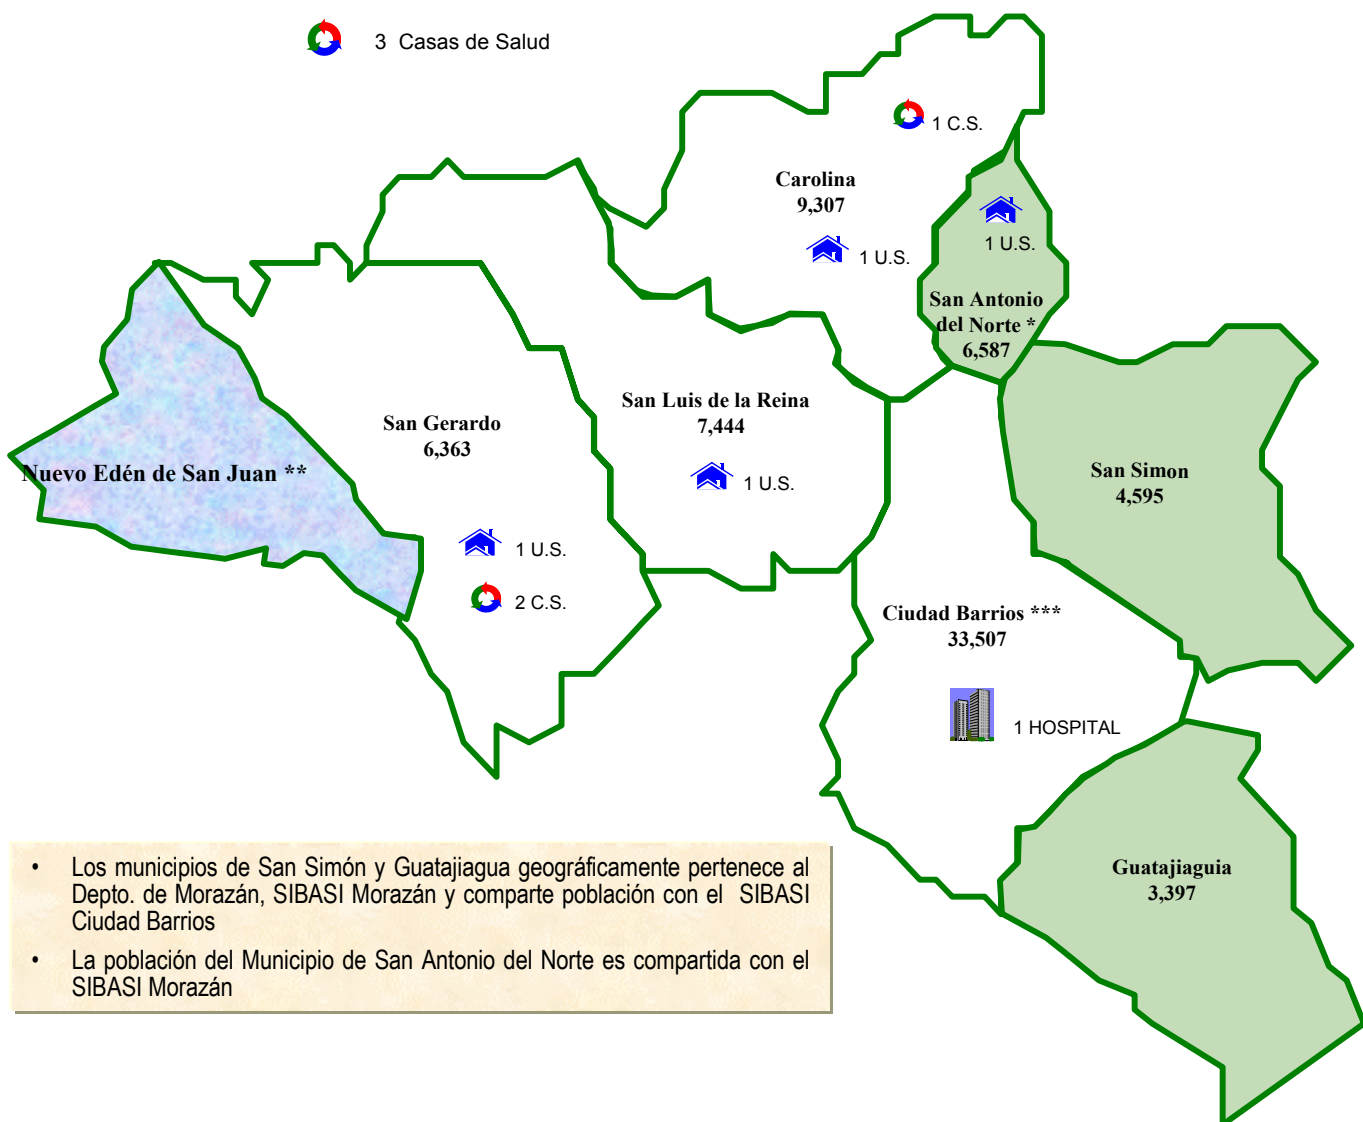 3 Casas de Salud
1 C.S.
Carolina
9,307
1 U.S.
1 U.S.
San Antonio
del Norte *
6,587
San Luis de la Reina
7,444
1 U.S.
San Gerardo
6,363
1 U.S.
2 C.S.
Nuevo Edén de San Juan **
San Simon
4,595
Ciudad Barrios ***
33,507
1 HOSPITAL
Guatajiaguia
3,397
• Los municipios de San Simón y Guatajiagua geográficamente pertenece al
Depto. de Morazán, SIBASI Morazán y comparte población con el SIBASI
Ciudad Barrios
• La población del Municipio de San Antonio del Norte es compartida con el
SIBASI Morazán